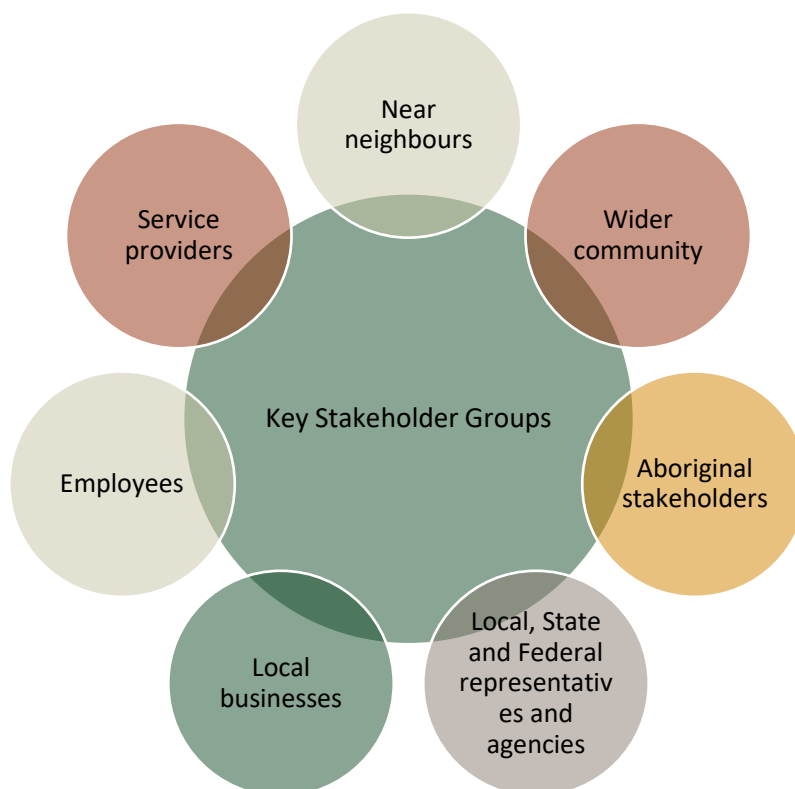 Near
neighbours
Wider
community
Aboriginal
stakeholders
Local, State
and Federal
representativ
es and
agencies
Local
businesses
Employees
Service
providers
Key Stakeholder Groups